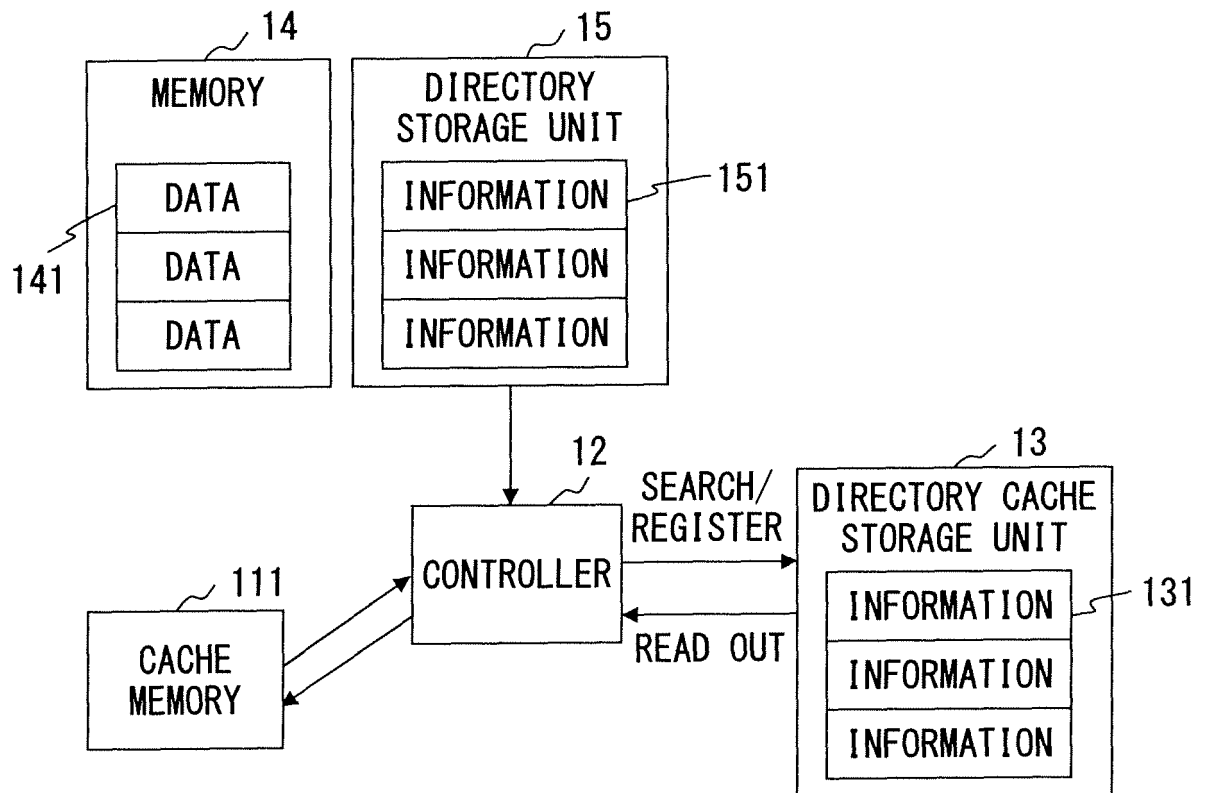 14
MEMORY
DATA
DATA
DATA
141
15
DIRECTORY
STORAGE UNIT
INFORMATION
INFORMATION
INFORMATION
151
12
CONTROLLER
SEARCH/
REGISTER
READ OUT
111
CACHE
MEMORY
13
DIRECTORY CACHE
STORAGE UNIT
INFORMATION
INFORMATION
INFORMATION
131